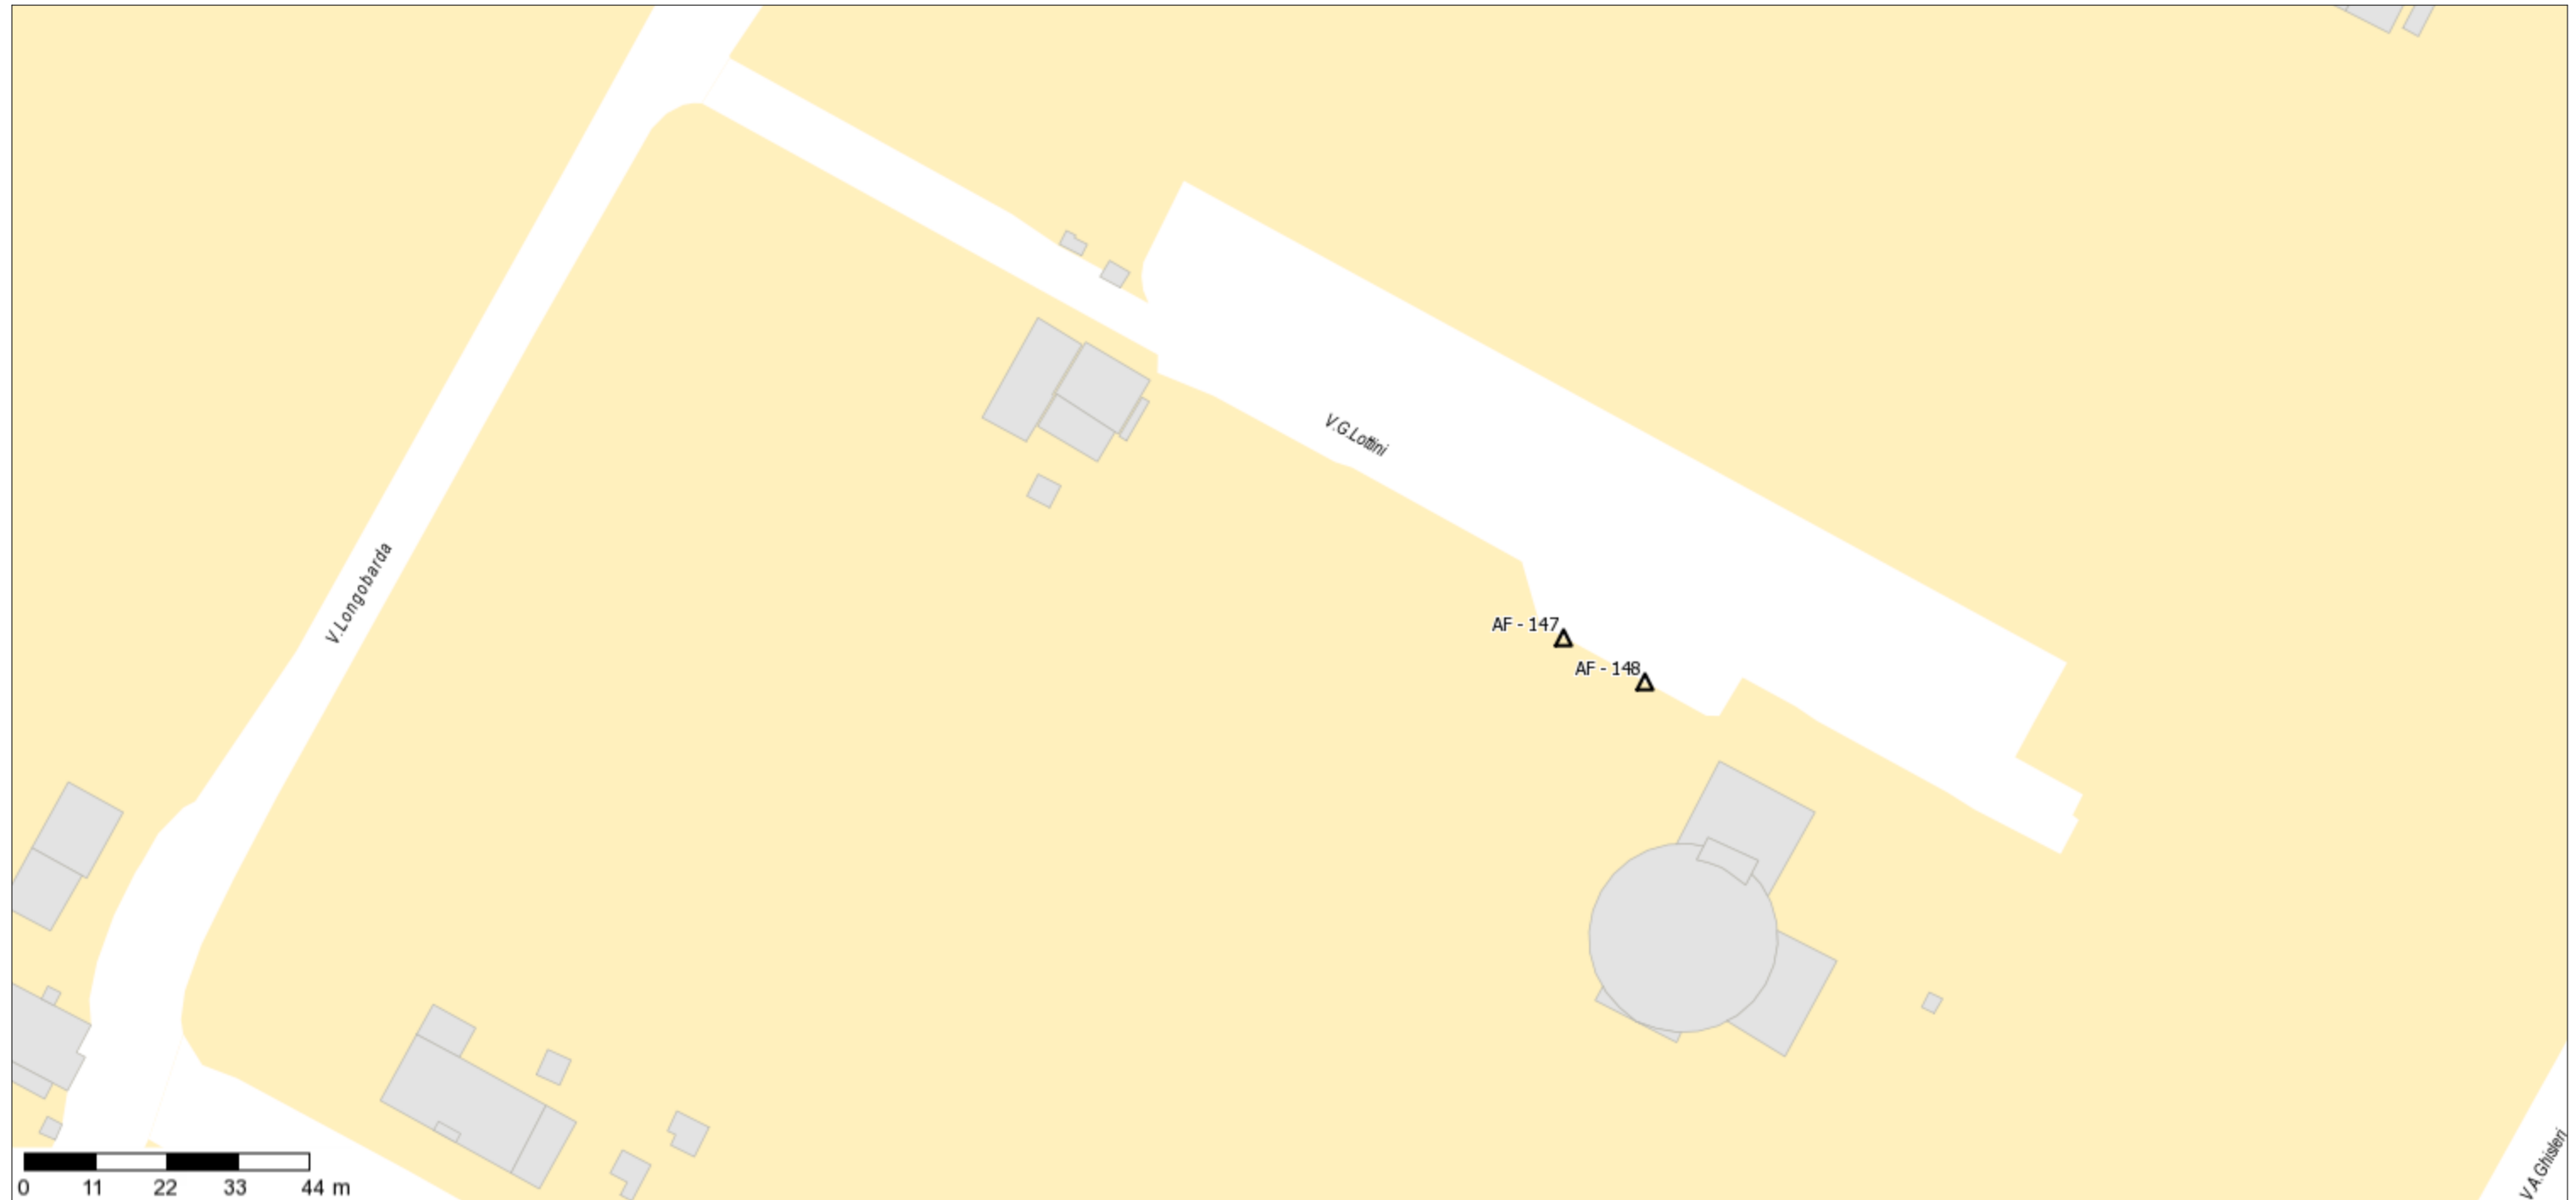 V.G.Lottini
V.Longobarda
AF - 147
AF - 148
V.A.Ghisleri
0 11 22 33 44 m